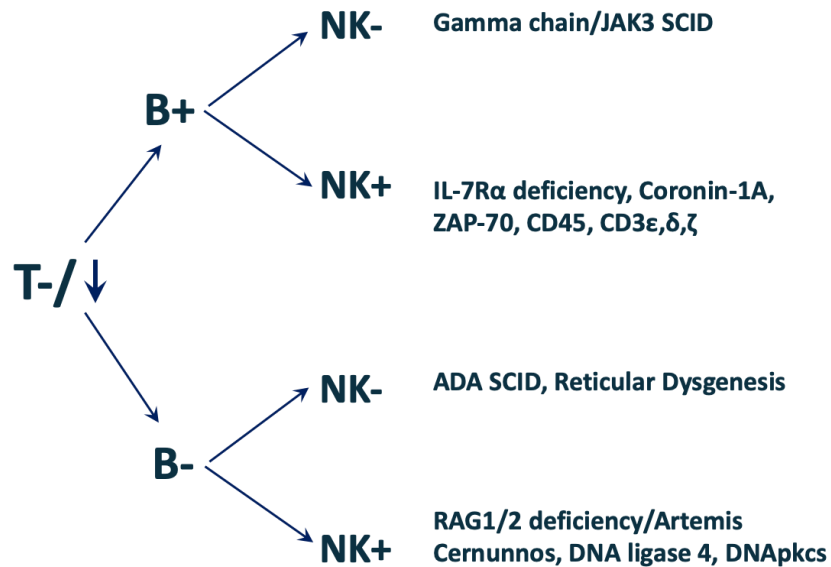 NK-
Gamma chain/JAK3 SCID
B+
NK+
IL-7Rα deficiency, Coronin-1A,
ZAP-70, CD45, CD3ε,δ,ζ
T-/↓
NK-
ADA SCID, Reticular Dysgenesis
B-
NK+
RAG1/2 deficiency/Artemis
Cernunnos, DNA ligase 4, DNApkcs